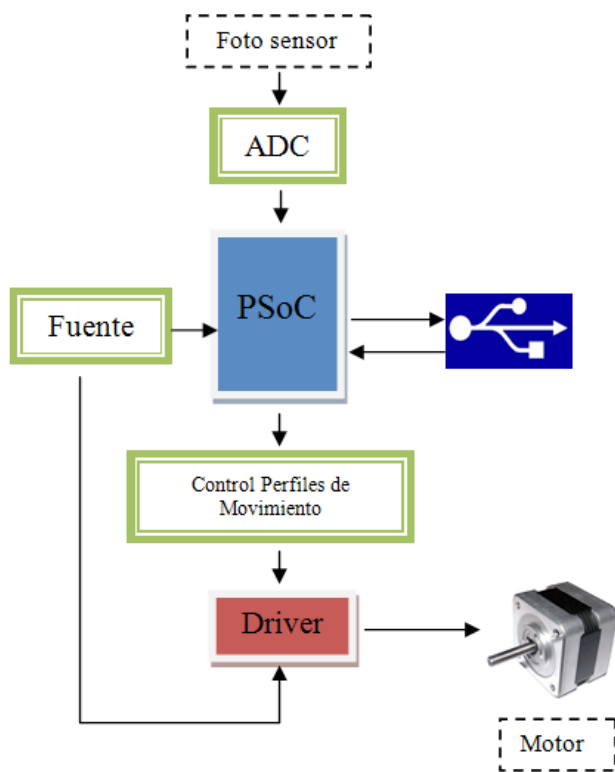 Foto sensor
ADC
PSoC
Fuente
Control Perfiles de
Movimiento
Driver
Motor